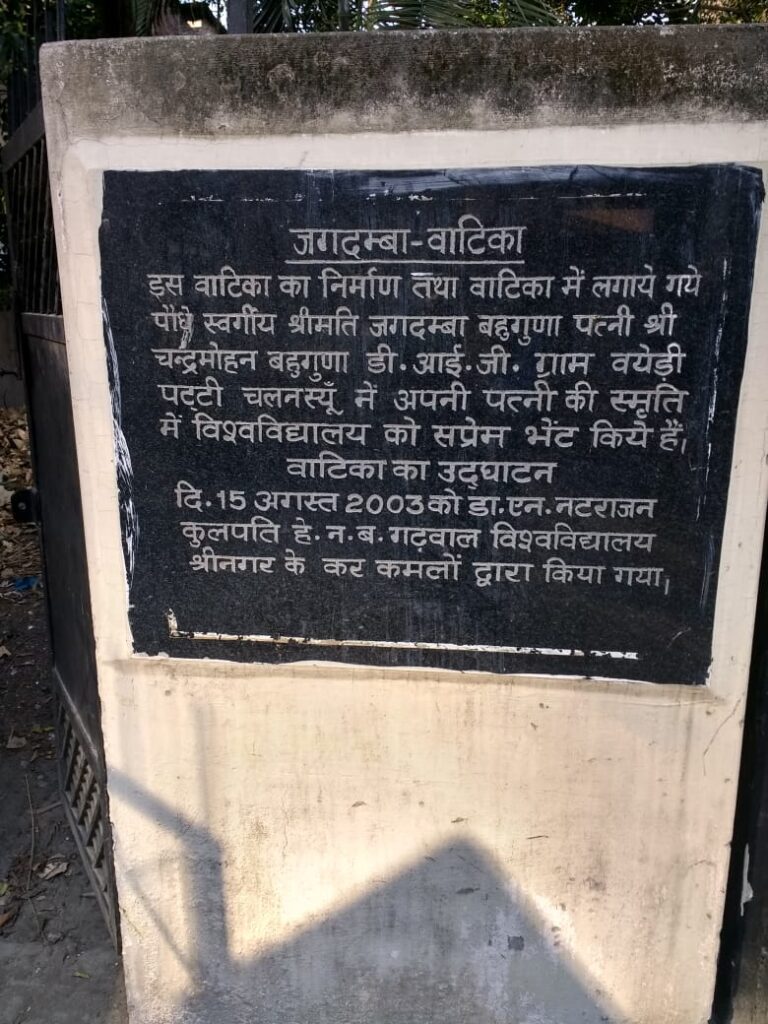 जगदम्बा-वाटिका
इस वाटिका का निर्माण तथा वाटिका में लगाये गये
पौधे स्वर्गीय श्रीमति जगदम्बा बहुगुणा पत्नी श्री
चन्द्रमोहन बहुगुणा डी.आई.जी. ग्राम वयेड़ी
पट्टी चलनस्यूँ में अपनी पत्नी की स्मृति
में विश्वविद्यालय को सप्रेम भेंट किये हैं।
वाटिका का उद्घाटन
दि. 15 अगस्त 2003 को डा.एन. नटराजन
कुलपति हे. न. ब. गढ़वाल विश्वविद्यालय
श्रीनगर के कर कमलों द्वारा किया गया।